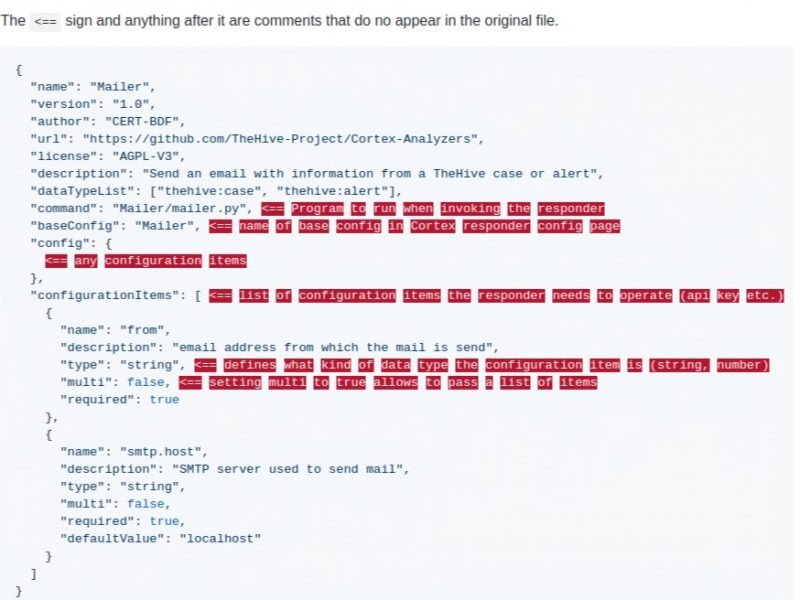 The <== sign and anything after it are comments that do no appear in the original file.
{
"name": "Mailer",
"version": "1.0",
"author": "CERT-BDF",
"url": "https://github.com/TheHive-Project/Cortex-Analyzers",
"license": "AGPL-V3",
"description": "Send an email with information from a TheHive case or alert",
"dataTypeList": ["thehive:case", "thehive:alert"],
"command": "Mailer/mailer.py", <== Program to run when invoking the responder
"baseConfig": "Mailer", <== name of base config in Cortex responder config page
"config": {
<== any configuration items
},
"configurationItems": [ <== list of configuration items the responder needs to operate (api key etc.)
{
"name": "from",
"description": "email address from which the mail is send",
"type": "string", <== defines what kind of data type the configuration item is (string, number)
"multi": false, <== setting multi to true allows to pass a list of items
"required": true
},
{
"name": "smtp.host",
"description": "SMTP server used to send mail",
"type": "string",
"multi": false,
"required": true,
"defaultValue": "localhost"
}
]
}